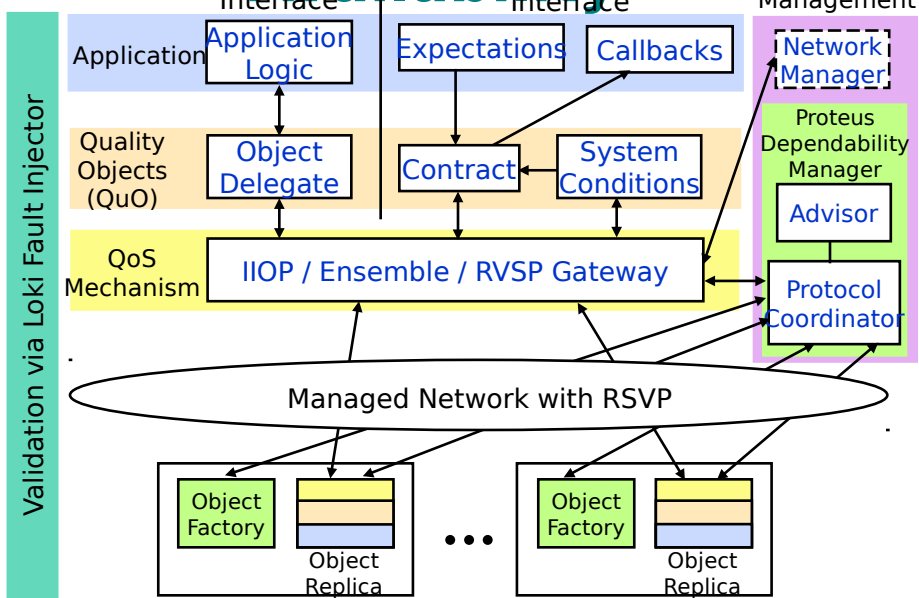 Interface
Interface
Management
Application
Application
Logic
Expectations
Callbacks
Network
Manager
Proteus
Dependability
Manager
Quality
Objects
(QuO)
Object
Delegate
Contract
System
Conditions
Advisor
QoS
Mechanism
IIOP / Ensemble / RVSP Gateway
Protocol
Coordinator
Managed Network with RSVP
Object
Factory
Object
Replica
•••
Object
Factory
Object
Replica
Validation via Loki Fault Injector